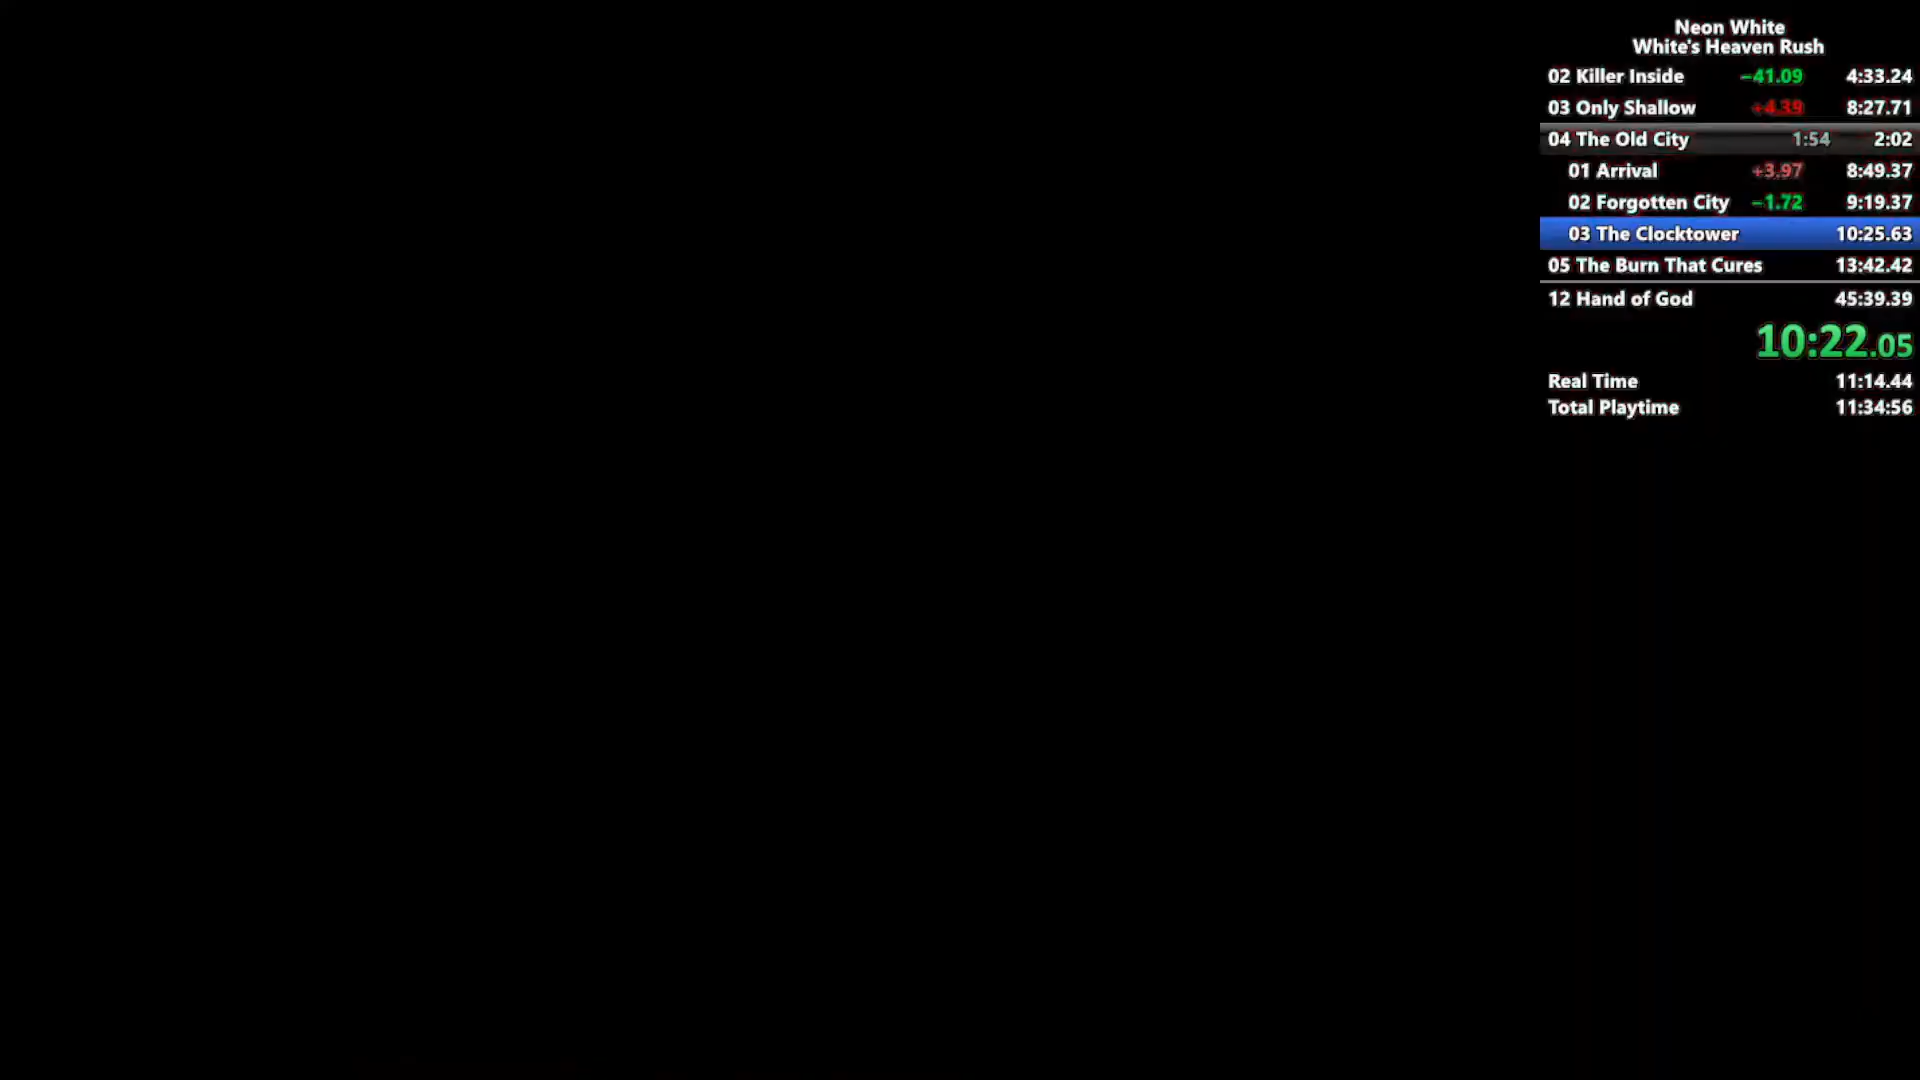 Neon White
White's Heaven Rush
02 Killer Inside −41.09 4:33.24
03 Only Shallow +4.39 8:27.71
04 The Old City 1:54 2:02
01 Arrival +3.97 8:49.37
02 Forgotten City −1.72 9:19.37
03 The Clocktower 10:25.63
05 The Burn That Cures 13:42.42
12 Hand of God 45:39.39
10:22.05
Real Time 11:14.44
Total Playtime 11:34:56